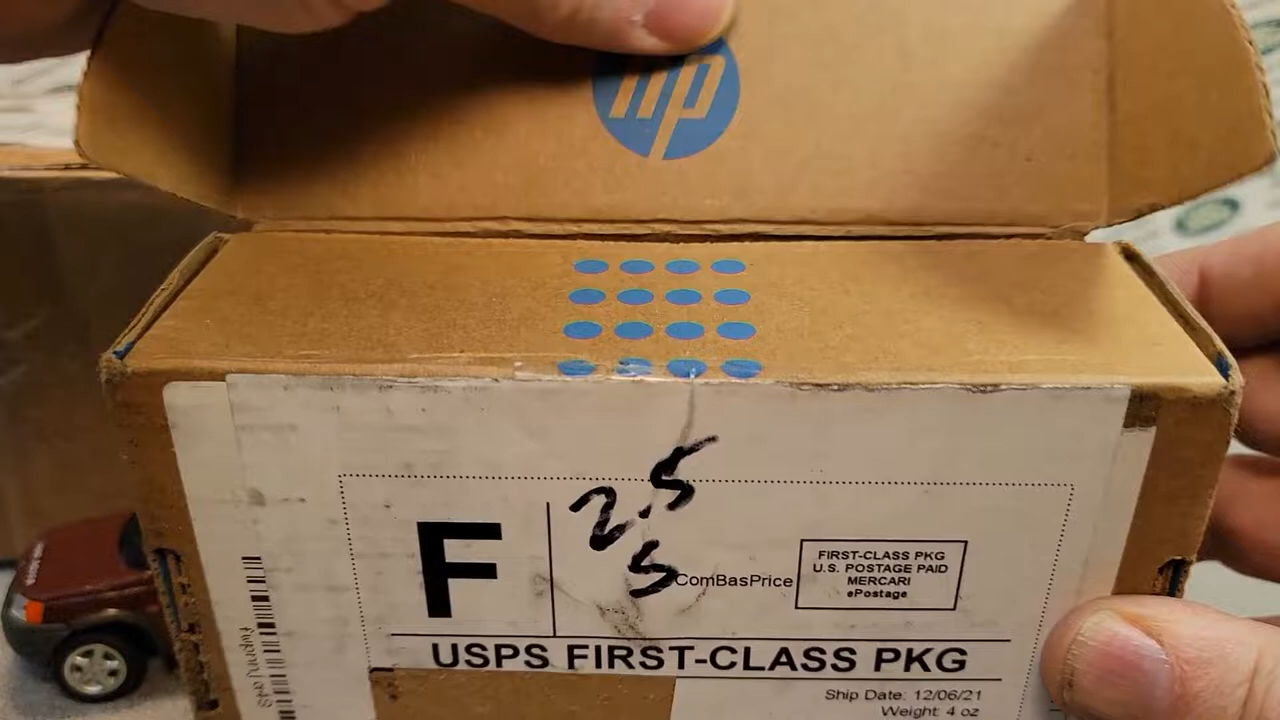 hp
2.5
5
F
ComBasPrice
FIRST-CLASS PKG
U.S. POSTAGE PAID
MERCARI
ePostage
USPS FIRST-CLASS PKG
Ship Date: 12/06/21
Weight: 4 oz